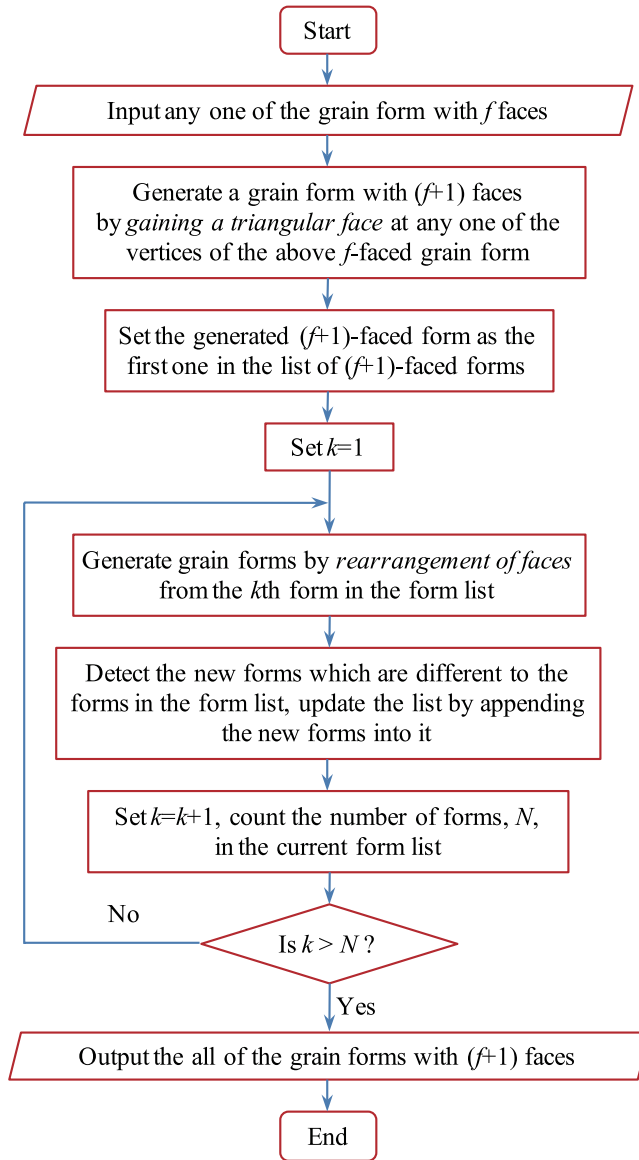 Start
Input any one of the grain form with f faces
Generate a grain form with (f+1) faces
by gaining a triangular face at any one of the
vertices of the above f-faced grain form
Set the generated (f+1)-faced form as the
first one in the list of (f+1)-faced forms
Set k=1
Generate grain forms by rearrangement of faces
from the kth form in the form list
Detect the new forms which are different to the
forms in the form list, update the list by appending
the new forms into it
Set k=k+1, count the number of forms, N,
in the current form list
No
Is k > N ?
Yes
Output the all of the grain forms with (f+1) faces
End